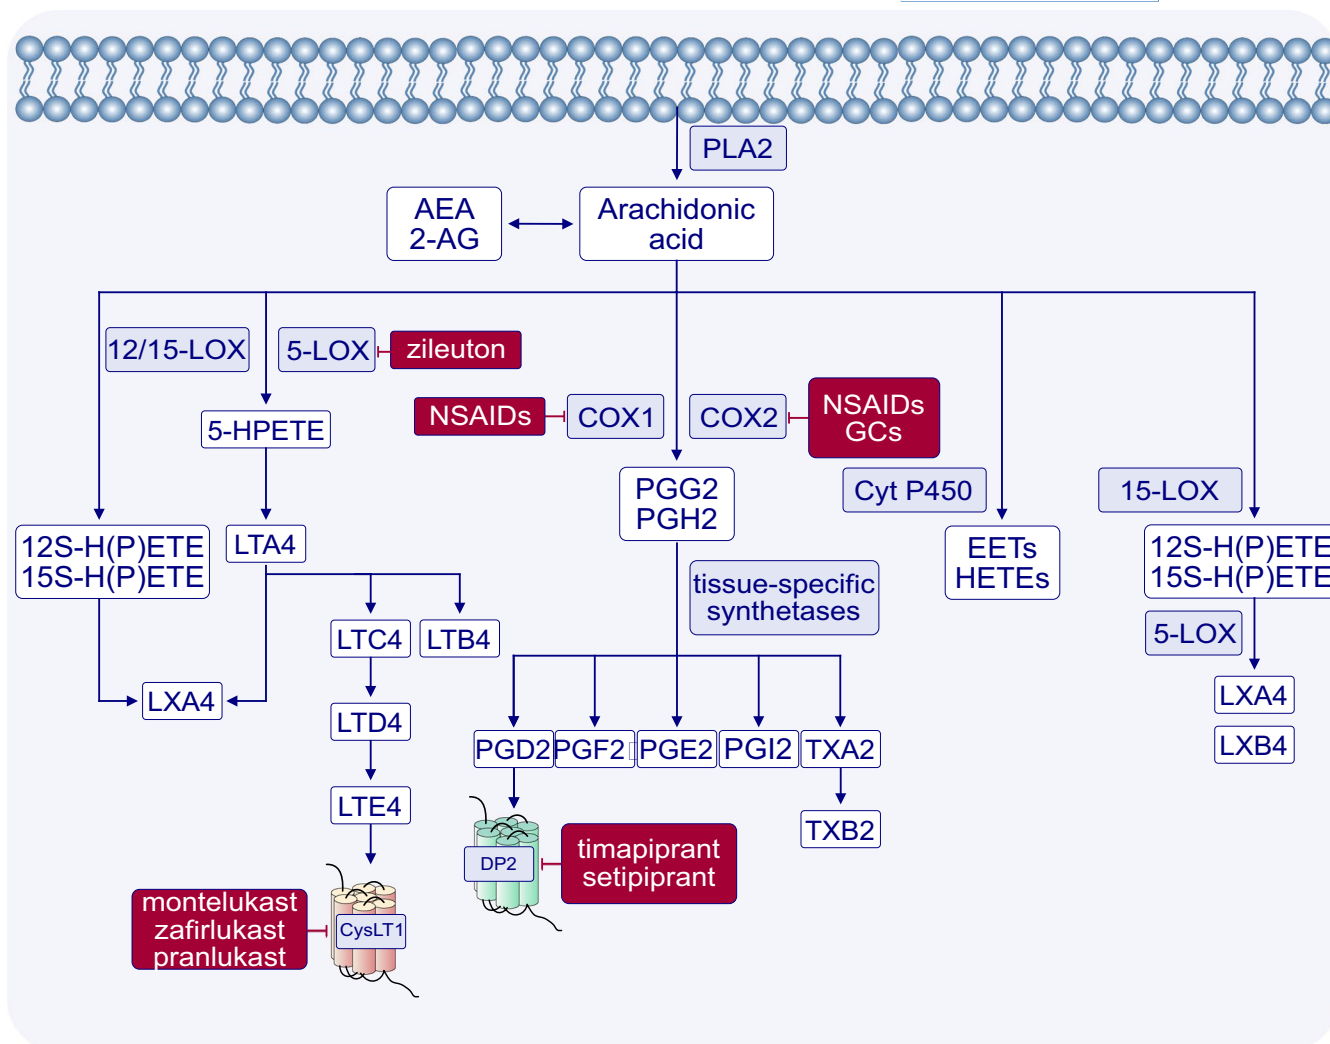 PLA2
AEA
2-AG
Arachidonic
acid
12/15-LOX
5-LOX
zileuton
NSAIDs
COX1
COX2
NSAIDs
GCs
5-HPETE
PGG2
PGH2
Cyt P450
15-LOX
12S-H(P)ETE
15S-H(P)ETE
LTA4
EETs
HETEs
12S-H(P)ETE
15S-H(P)ETE
tissue-specific
synthetases
LTC4
LTB4
5-LOX
LXA4
LXA4
LTD4
PGD2
PGF2
PGE2
PGI2
TXA2
LXB4
LTE4
TXB2
DP2
timapiprant
setipiprant
montelukast
zafirlukast
pranlukast
CysLT1